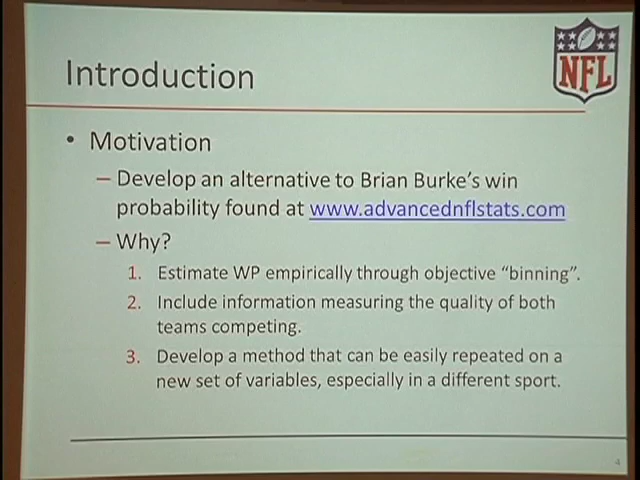 Introduction
NFL
• Motivation
– Develop an alternative to Brian Burke's win
probability found at www.advancednflstats.com
– Why?
1. Estimate WP empirically through objective "binning".
2. Include information measuring the quality of both
teams competing.
3. Develop a method that can be easily repeated on a
new set of variables, especially in a different sport.
4